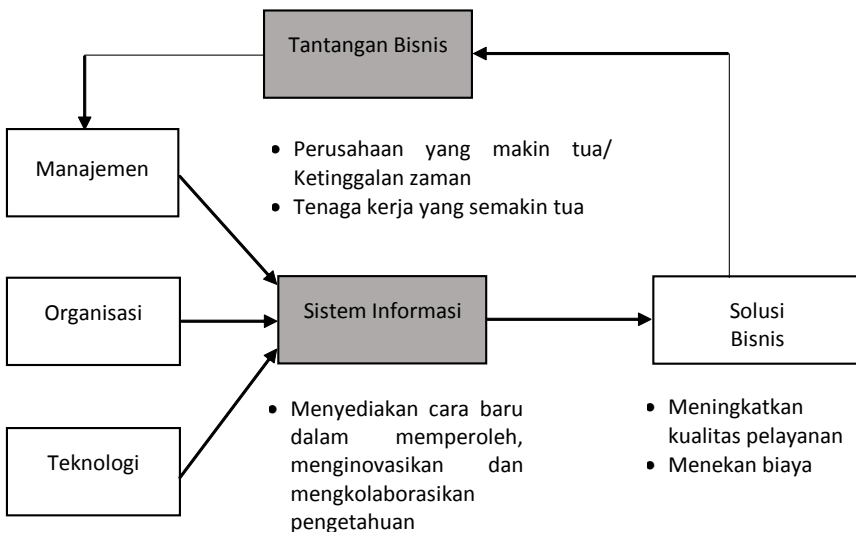 Tantangan Bisnis
Manajemen
• Perusahaan yang makin tua/
Ketinggalan zaman
• Tenaga kerja yang semakin tua
Organisasi
Sistem Informasi
Solusi
Bisnis
Teknologi
• Menyediakan cara baru
dalam memperoleh,
menginovasikan dan
mengkolaborasikan
pengetahuan
• Meningkatkan
kualitas pelayanan
• Menekan biaya